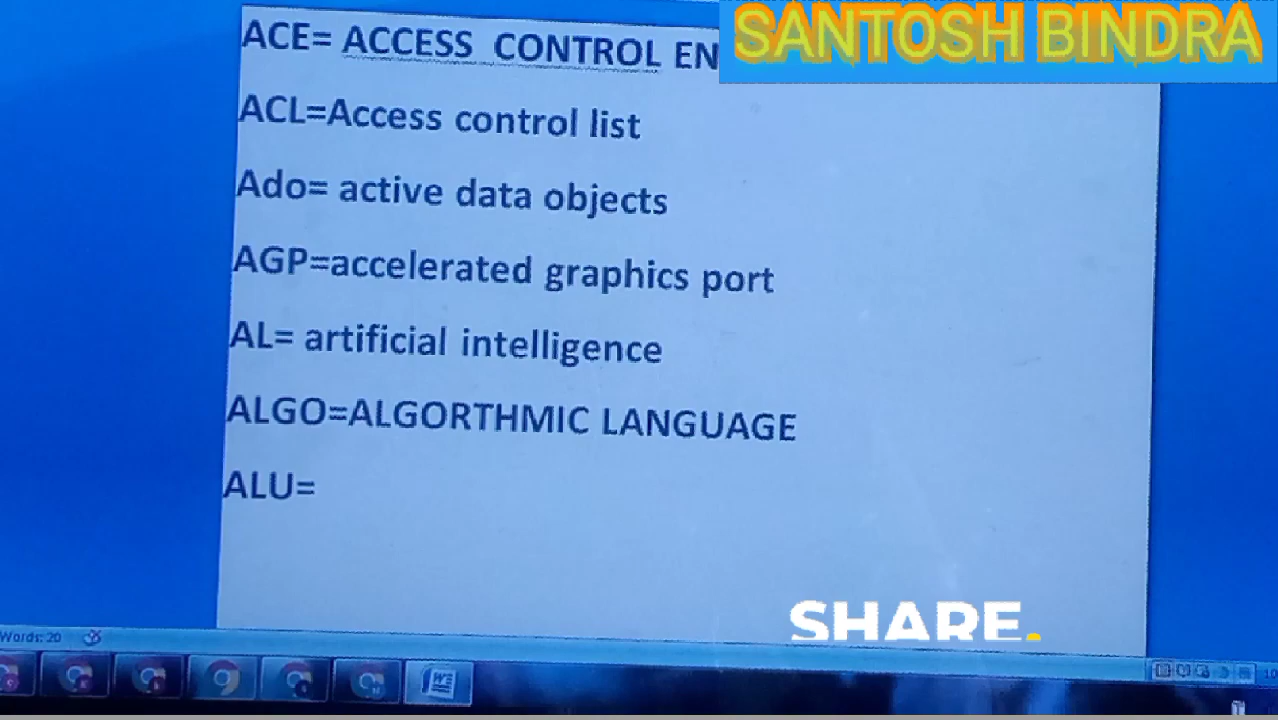 ACE= ACCESS CONTROL EN
SANTOSH BINDRA
ACL=Access control list
Ado= active data objects
AGP=accelerated graphics port
AL= artificial intelligence
ALGO=ALGORTHMIC LANGUAGE
ALU=
SHARE.
Words: 20